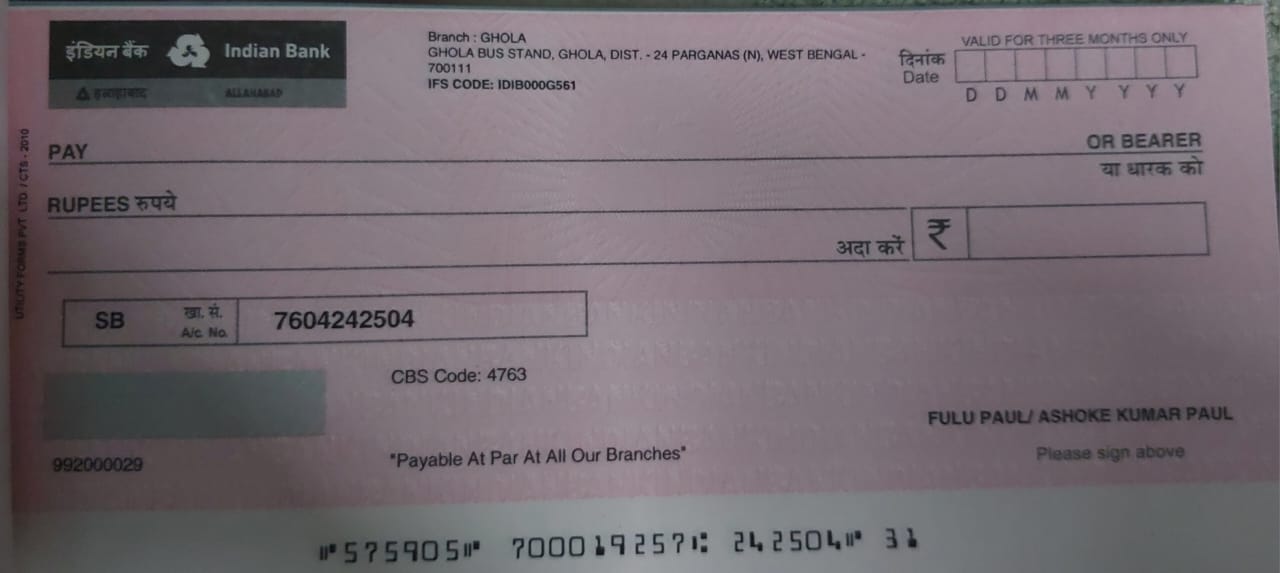 इंडियन बैंक Indian Bank
इलाहाबाद ALLAHABAD
Branch : GHOLA
GHOLA BUS STAND, GHOLA, DIST. - 24 PARGANAS (N), WEST BENGAL -
700111
IFS CODE: IDIB000G561
VALID FOR THREE MONTHS ONLY
दिनांक
Date
D D M M Y Y Y Y
PAY
OR BEARER
या धारक को
RUPEES रुपये
अदा करें ₹
SB खा. सं. A/c. No. 7604242504
CBS Code: 4763
FULU PAUL/ ASHOKE KUMAR PAUL
Please sign above
992000029
"Payable At Par At All Our Branches"
⑈575905⑈ 700019257⑆ 242504⑈ 31
UTILITY FORMS PVT. LTD. / CTS - 2010